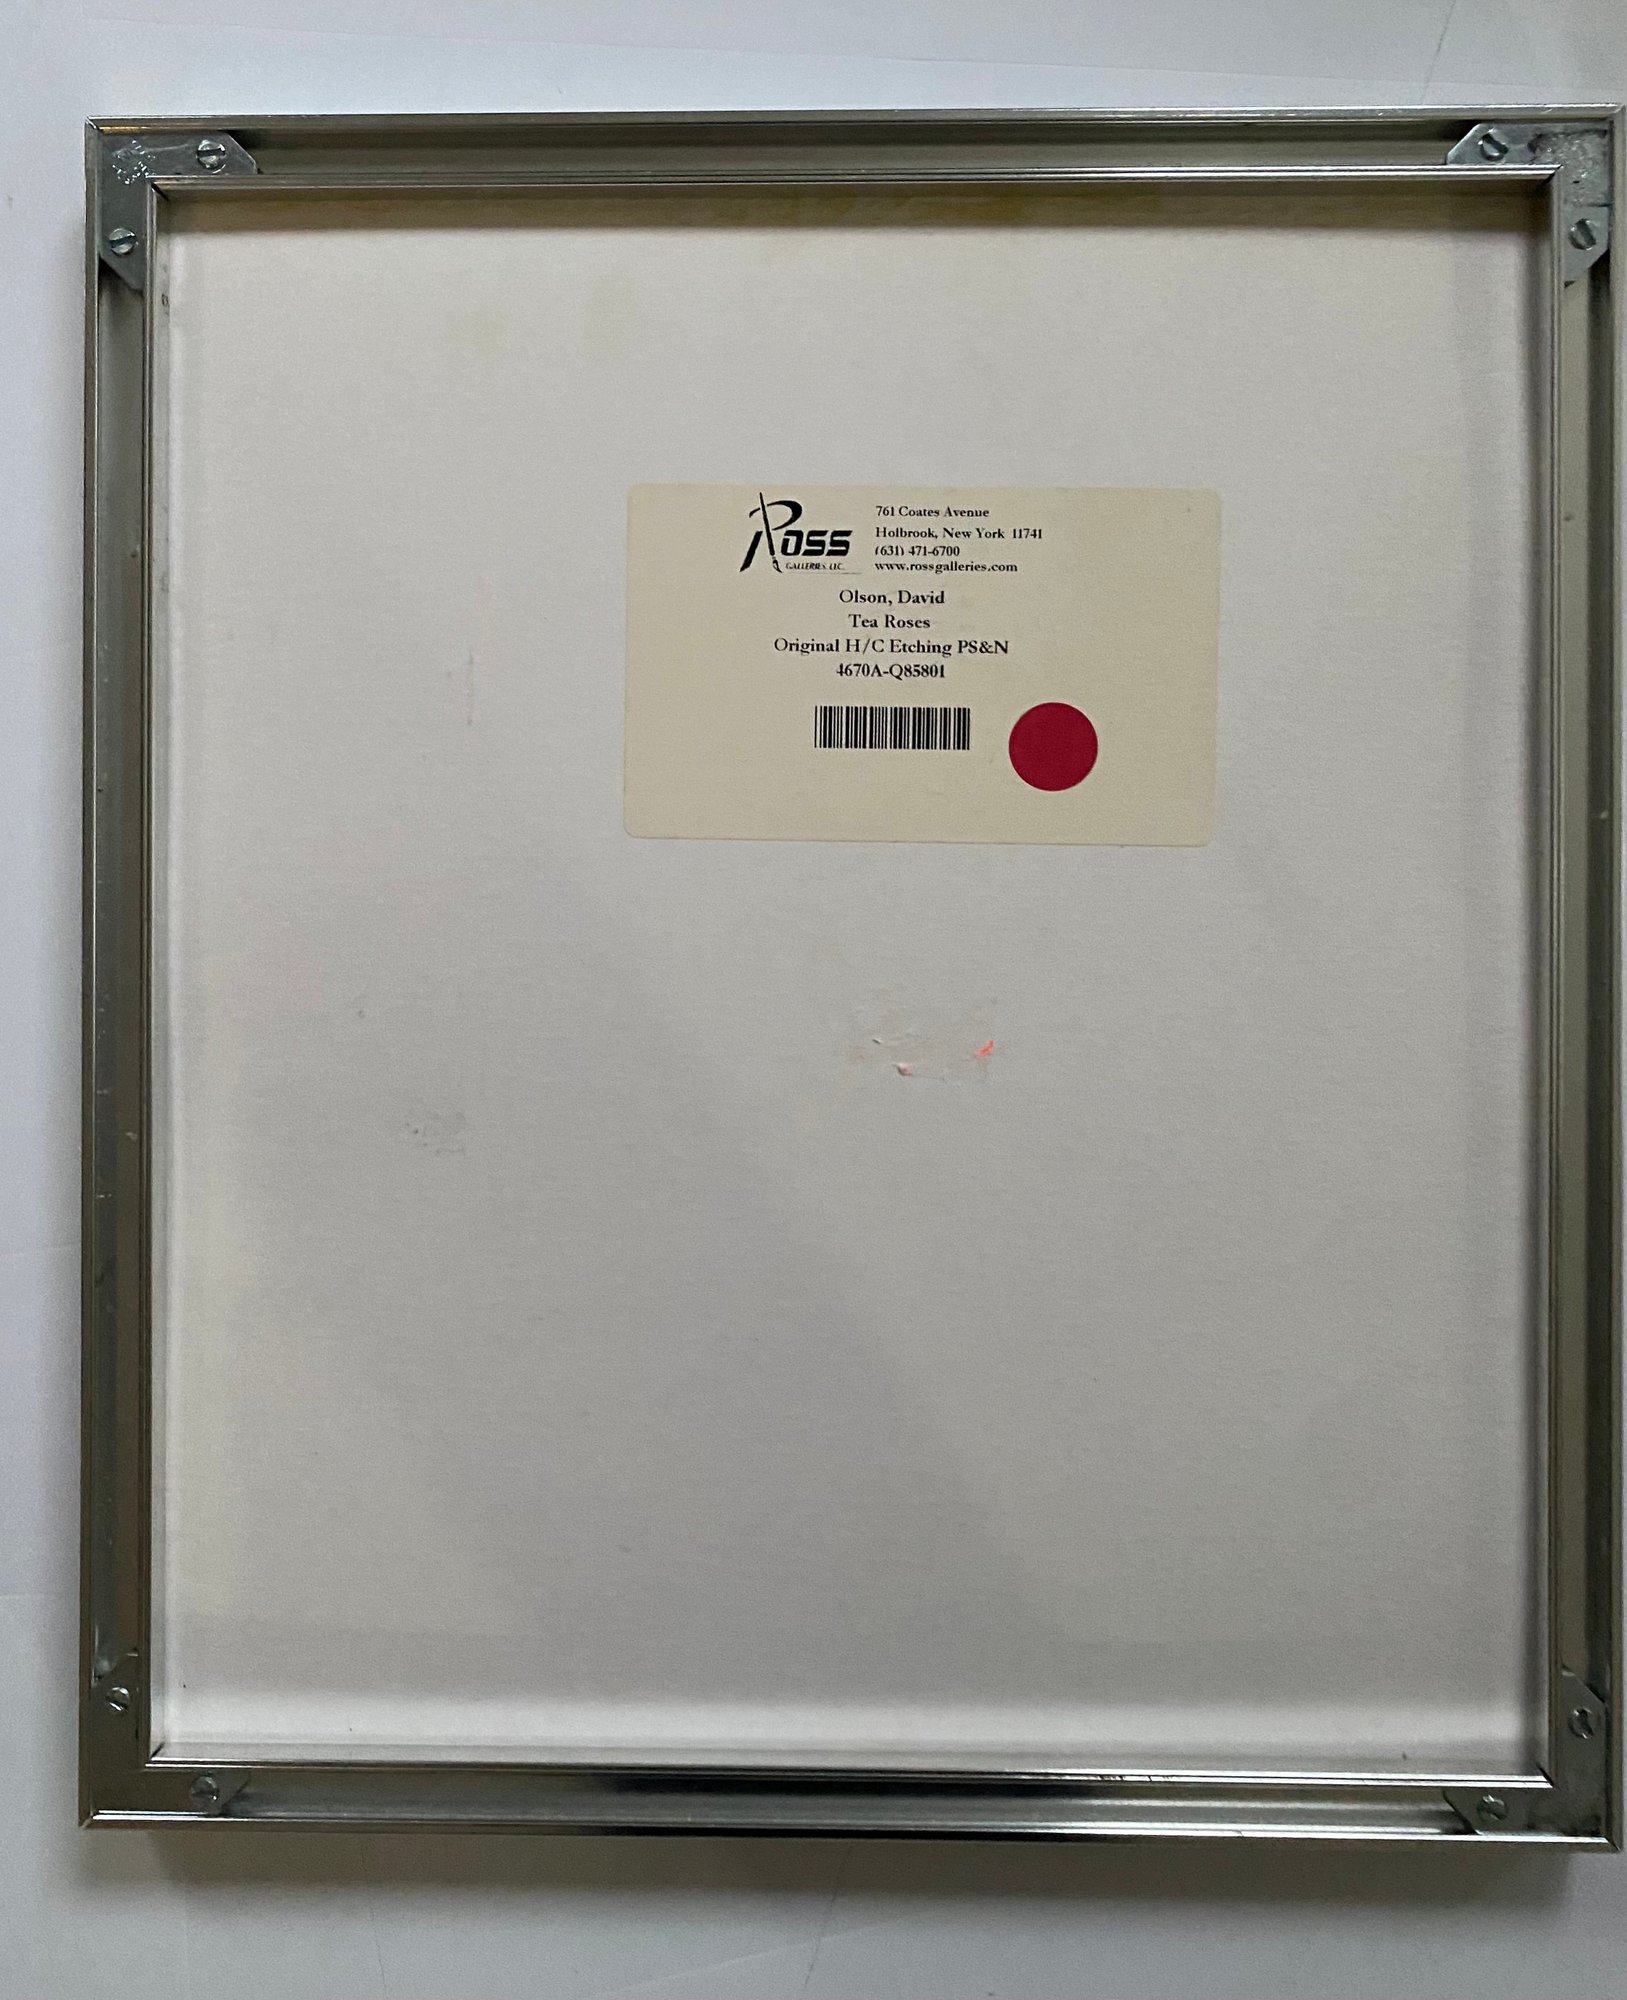 Ross
GALLERIES, LLC.
761 Coates Avenue
Holbrook, New York 11741
(631) 471-6700
www.rossgalleries.com
Olson, David
Tea Roses
Original H/C Etching PS&N
4670A-Q85801